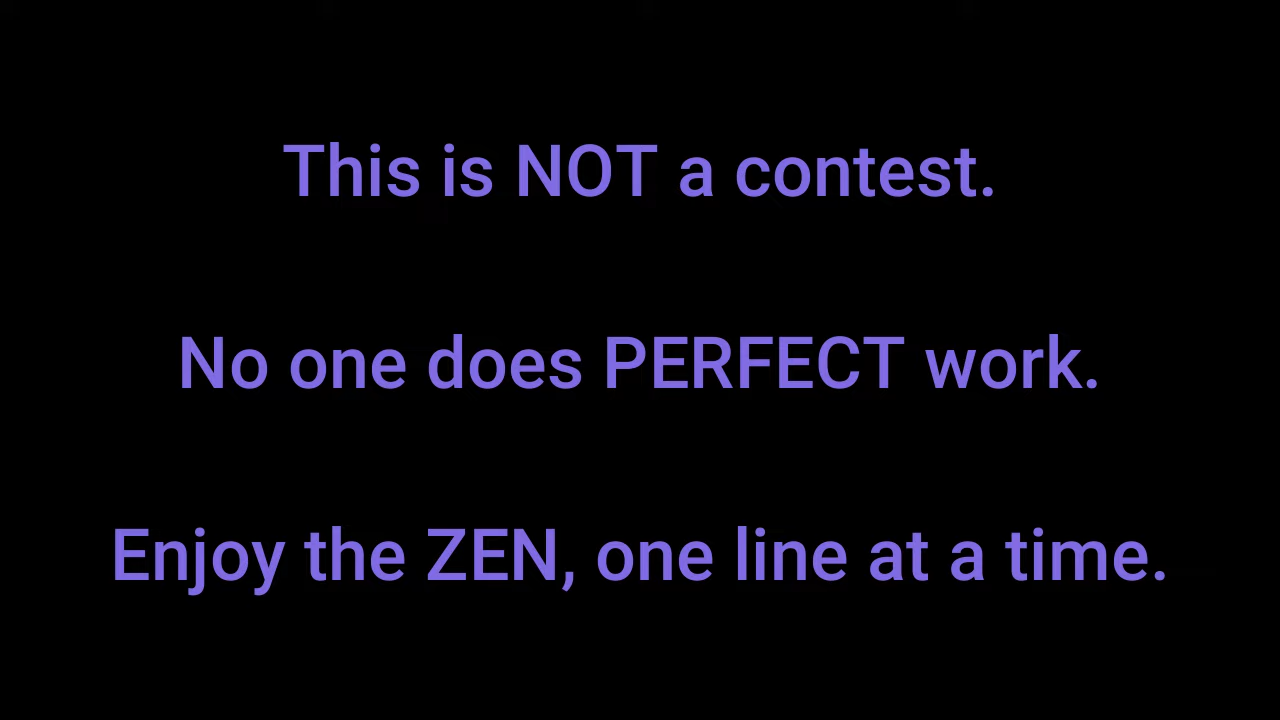 This is NOT a contest.
No one does PERFECT work.
Enjoy the ZEN, one line at a time.